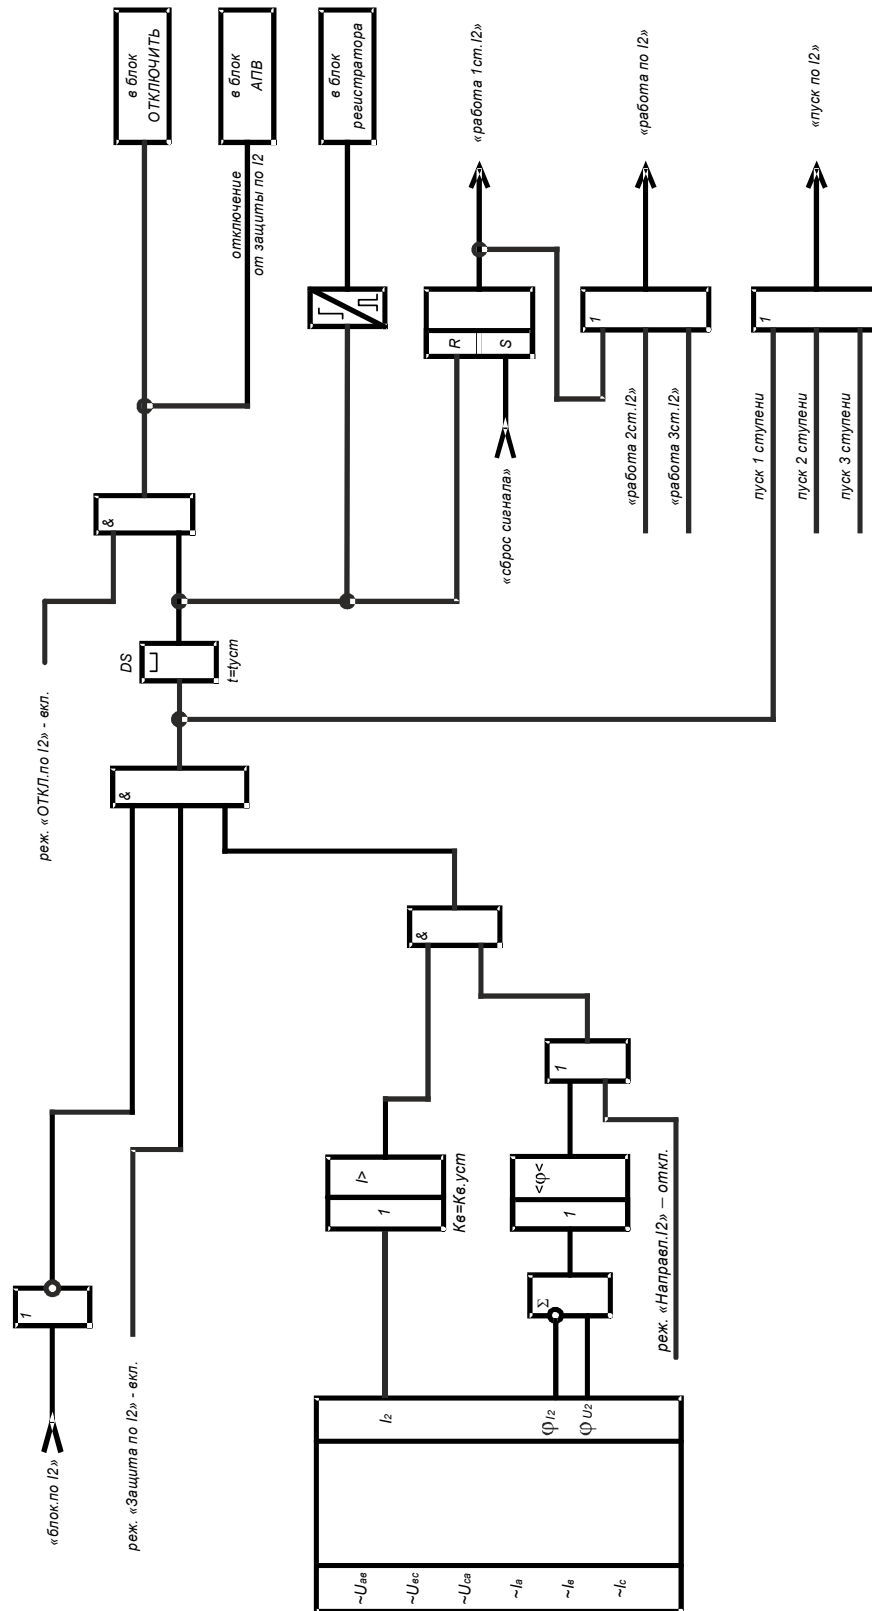 в блок
ОТКЛЮЧИТЬ
в блок
АПВ
в блок
регистратора
«работа 1ст.I2»
«работа по I2»
«пуск по I2»
отключение
от защиты по I2
R
S
1
1
«работа 2ст.I2»
«работа 3ст.I2»
пуск 1 ступени
пуск 2 ступени
пуск 3 ступени
«сброс сигнала»
&
DS
t=tуст
реж. «ОТКЛ.по I2» - вкл.
&
&
1
I>
1
Кв=Кв.уст
<φ<
1
Σ
реж. «Направл.I2» – откл.
1
«блок.по I2»
реж. «Защита по I2» - вкл.
I2
φI2
φU2
~Uав
~Uвс
~Uса
~Iа
~Iв
~Iс